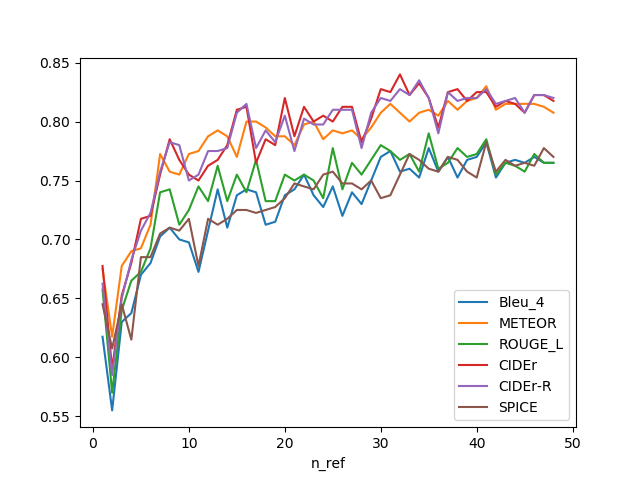 0.85
0.80
0.75
0.70
0.65
0.60
0.55
0
10
20
30
40
50
n_ref
Bleu_4
METEOR
ROUGE_L
CIDEr
CIDEr-R
SPICE